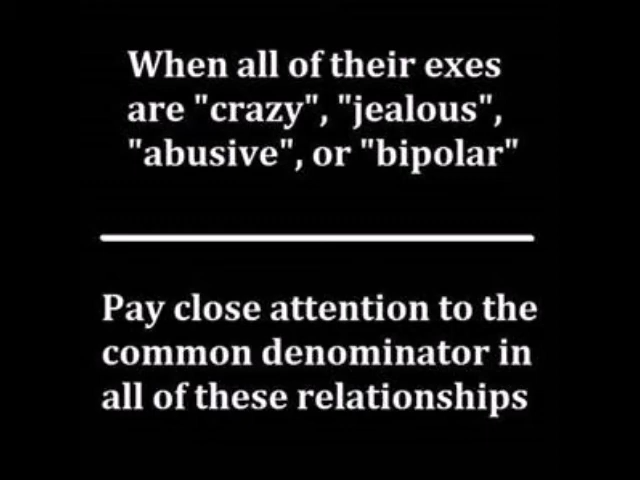 When all of their exes
are "crazy", "jealous",
"abusive", or "bipolar"
Pay close attention to the
common denominator in
all of these relationships